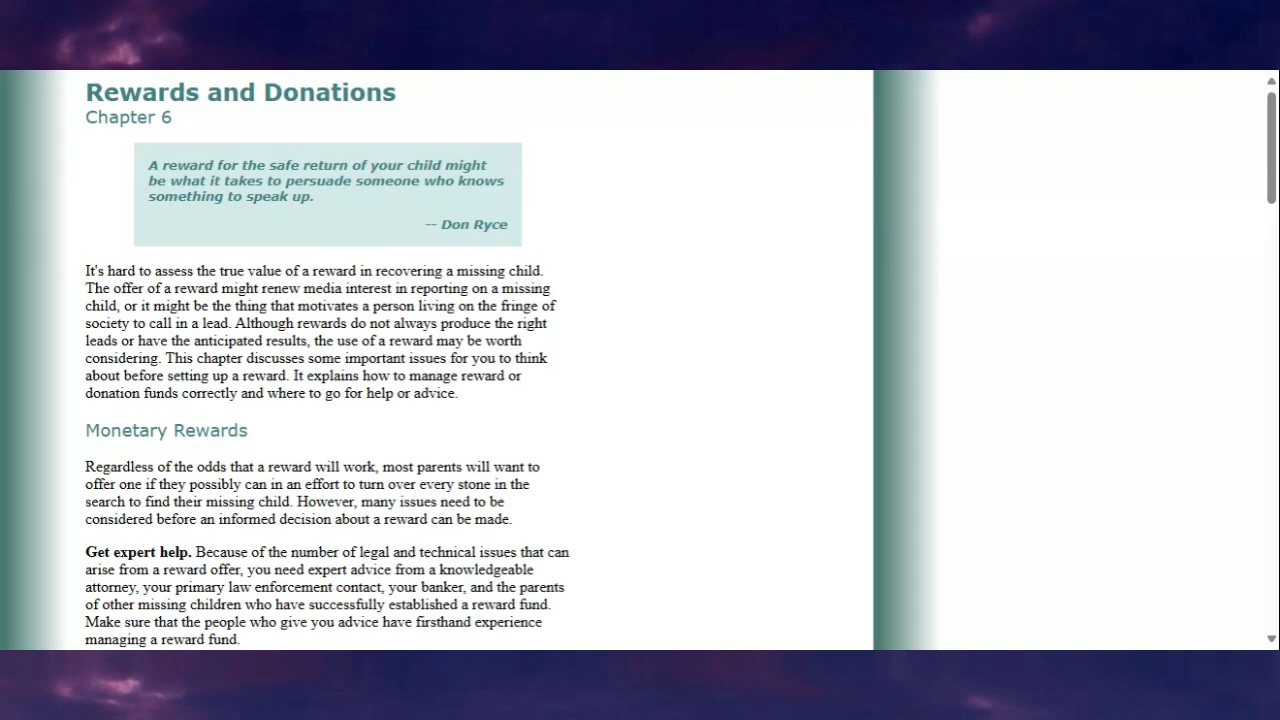 Rewards and Donations
Chapter 6
A reward for the safe return of your child might
be what it takes to persuade someone who knows
something to speak up.
-- Don Ryce
It's hard to assess the true value of a reward in recovering a missing child.
The offer of a reward might renew media interest in reporting on a missing
child, or it might be the thing that motivates a person living on the fringe of
society to call in a lead. Although rewards do not always produce the right
leads or have the anticipated results, the use of a reward may be worth
considering. This chapter discusses some important issues for you to think
about before setting up a reward. It explains how to manage reward or
donation funds correctly and where to go for help or advice.
Monetary Rewards
Regardless of the odds that a reward will work, most parents will want to
offer one if they possibly can in an effort to turn over every stone in the
search to find their missing child. However, many issues need to be
considered before an informed decision about a reward can be made.
Get expert help. Because of the number of legal and technical issues that can
arise from a reward offer, you need expert advice from a knowledgeable
attorney, your primary law enforcement contact, your banker, and the parents
of other missing children who have successfully established a reward fund.
Make sure that the people who give you advice have firsthand experience
managing a reward fund.